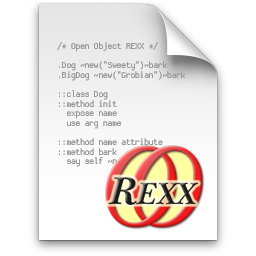 /* Open Object REXX */
.Dog ~new("Sweety")~bark
.BigDog ~new("Grobian")~bark
::class Dog
::method init
expose name
use arg name
::method name attribute
::method bark
say self ~n
REXX